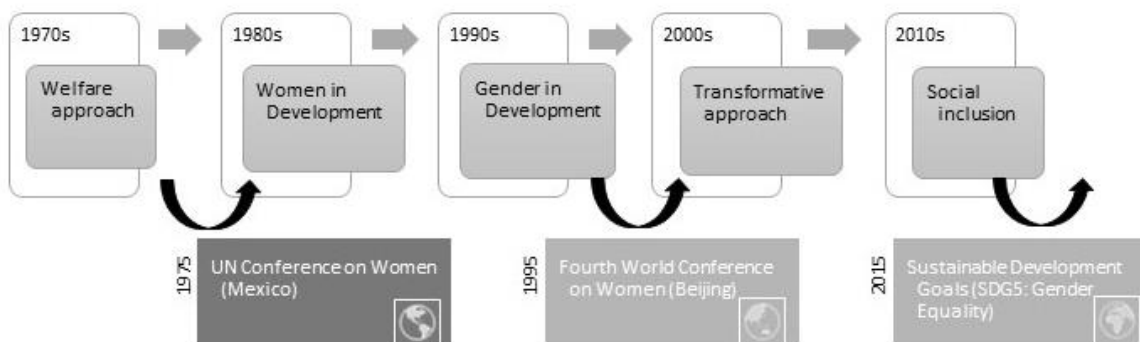 1970s
Welfare
approach
1980s
Women in
Development
1990s
Gender in
Development
2000s
Transformative
approach
2010s
Social
inclusion
1975
UN Conference on Women
(Mexico)
1995
Fourth World Conference
on Women (Beijing)
2015
Sustainable Development
Goals (SDG5: Gender
Equality)